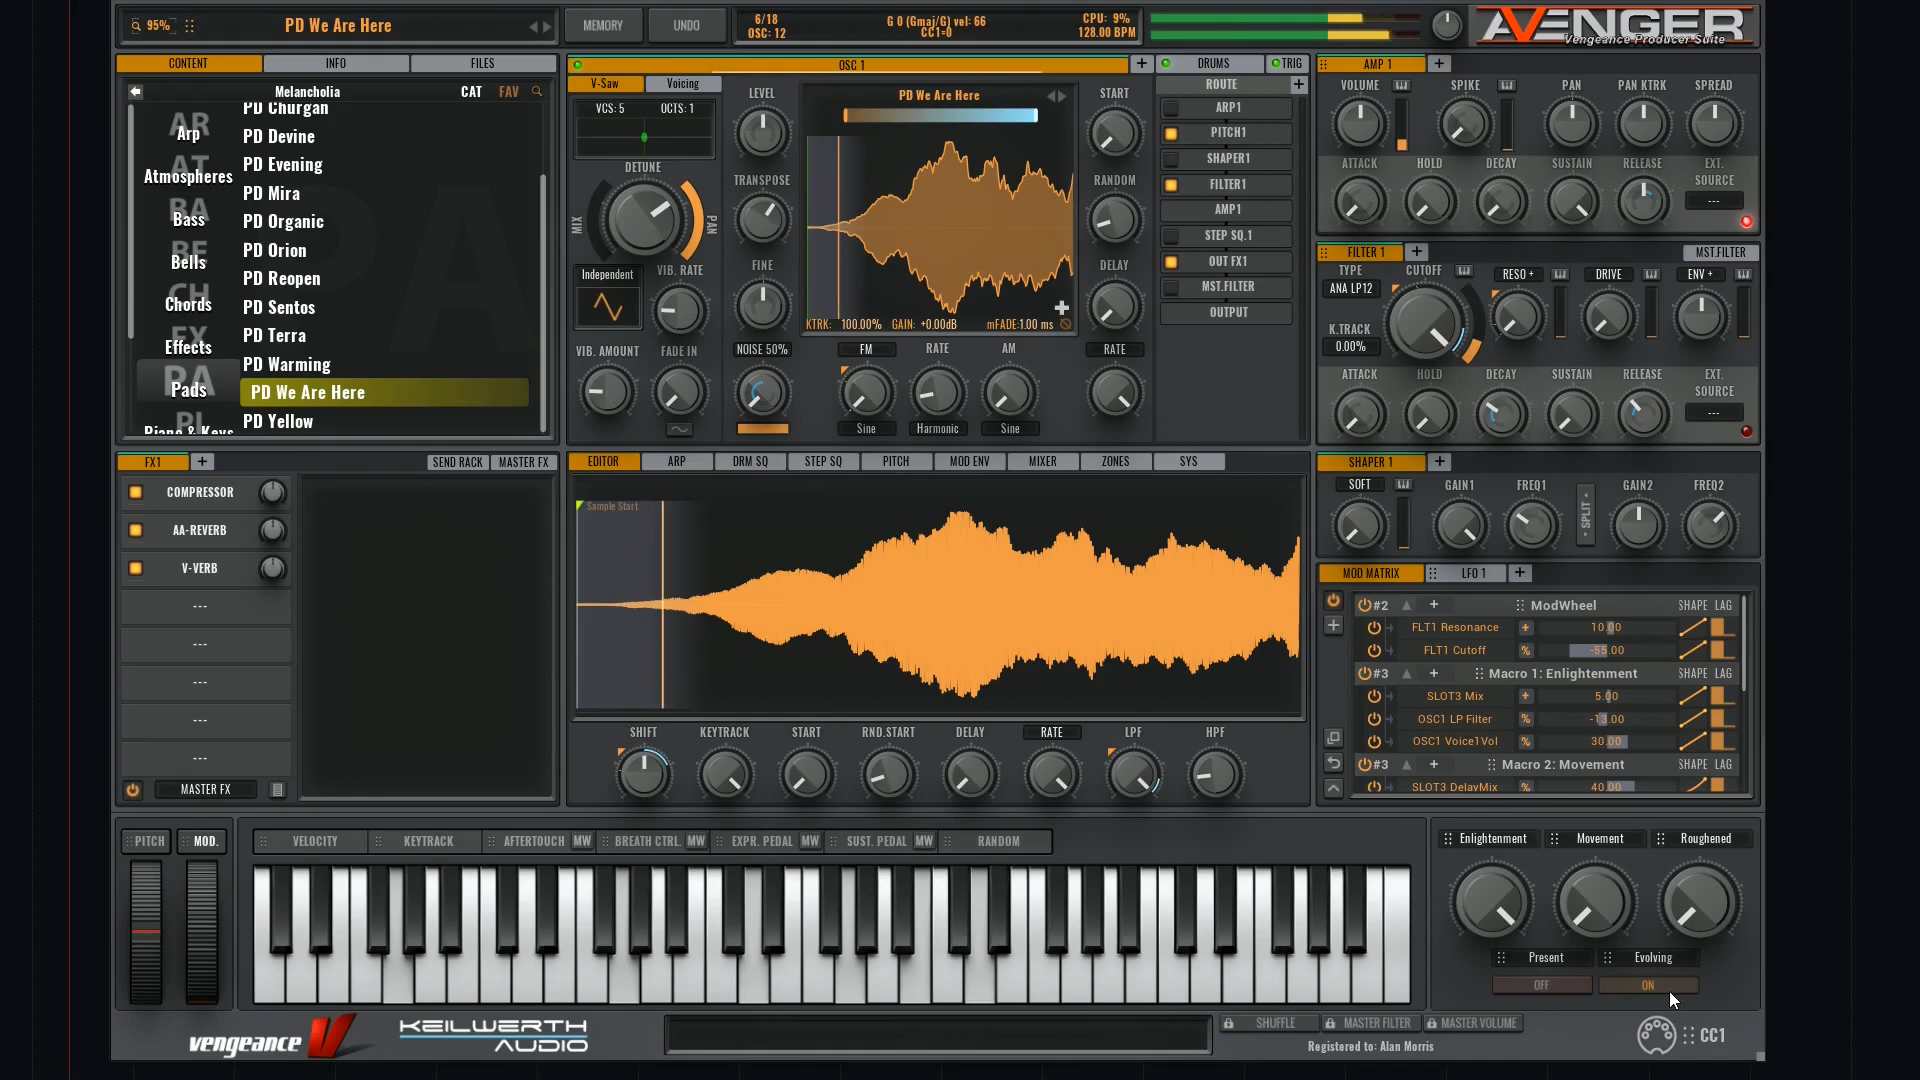 95%
PD We Are Here
MEMORY
UNDO
6/18
OSC: 12
G 0 (Gmaj/G) vel: 66
CC1=0
CPU: 9%
128.00 BPM
AVENGER
Vengeance Producer Suite
CONTENT INFO FILES
Melancholia CAT FAV
AR
Arp
AT
Atmospheres
BA
Bass
BE
Bells
CH
Chords
FX
Effects
PA
Pads
PI
Piano & Keys
PD Churgan
PD Devine
PD Evening
PD Mira
PD Organic
PD Orion
PD Reopen
PD Sentos
PD Terra
PD Warming
PD We Are Here
PD Yellow
PA
OSC 1
V-Saw Voicing
VCS: 5 OCTS: 1
DETUNE
MIX
PAN
Independent
VIB. RATE
VIB. AMOUNT
FADE IN
LEVEL
TRANSPOSE
FINE
NOISE 50%
PD We Are Here
KTRK: 100.00% GAIN: +0.00dB mFADE:1.00 ms
FM RATE AM
Sine Harmonic Sine
START
RANDOM
DELAY
RATE
DRUMS TRIG
ROUTE
ARP1
PITCH1
SHAPER1
FILTER1
AMP1
STEP SQ.1
OUT FX1
MST.FILTER
OUTPUT
AMP 1
VOLUME SPIKE PAN PAN KTRK SPREAD
ATTACK HOLD DECAY SUSTAIN RELEASE EXT.
SOURCE
---
FILTER 1 MST.FILTER
TYPE CUTOFF RESO + DRIVE ENV +
ANA LP12
K.TRACK
0.00%
ATTACK HOLD DECAY SUSTAIN RELEASE EXT.
SOURCE
---
FX1 SEND RACK MASTER FX
COMPRESSOR
AA-REVERB
V-VERB
---
---
---
---
---
MASTER FX
EDITOR ARP DRM SQ STEP SQ PITCH MOD ENV MIXER ZONES SYS
Sample Start
SHIFT KEYTRACK START RND.START DELAY RATE LPF HPF
SHAPER 1
SOFT GAIN1 FREQ1 SPLIT GAIN2 FREQ2
MOD MATRIX LFO 1
#2 ModWheel SHAPE LAG
FLT1 Resonance + 10.00
FLT1 Cutoff % -55.00
#3 Macro 1: Enlightenment SHAPE LAG
SLOT3 Mix + 5.00
OSC1 LP Filter % -13.00
OSC1 Voice1Vol % 30.00
#3 Macro 2: Movement SHAPE LAG
SLOT3 DelayMix % 40.00
PITCH MOD.
VELOCITY KEYTRACK AFTERTOUCH MW BREATH CTRL. MW EXPR. PEDAL MW SUST. PEDAL MW RANDOM
Enlightenment Movement Roughened
Present Evolving
OFF ON
vengeance
KEILWERTH
AUDIO
SHUFFLE MASTER FILTER MASTER VOLUME
Registered to: Alan Morris
CC1